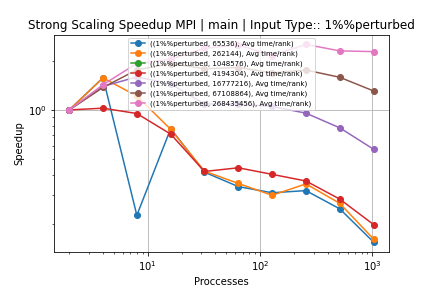 Strong Scaling Speedup MPI | main | Input Type:: 1%%perturbed
((1%%perturbed, 65536), Avg time/rank)
((1%%perturbed, 262144), Avg time/rank)
((1%%perturbed, 1048576), Avg time/rank)
((1%%perturbed, 4194304), Avg time/rank)
((1%%perturbed, 16777216), Avg time/rank)
((1%%perturbed, 67108864), Avg time/rank)
((1%%perturbed, 268435456), Avg time/rank)
10⁰
Speedup
10¹ 10² 10³
Proccesses